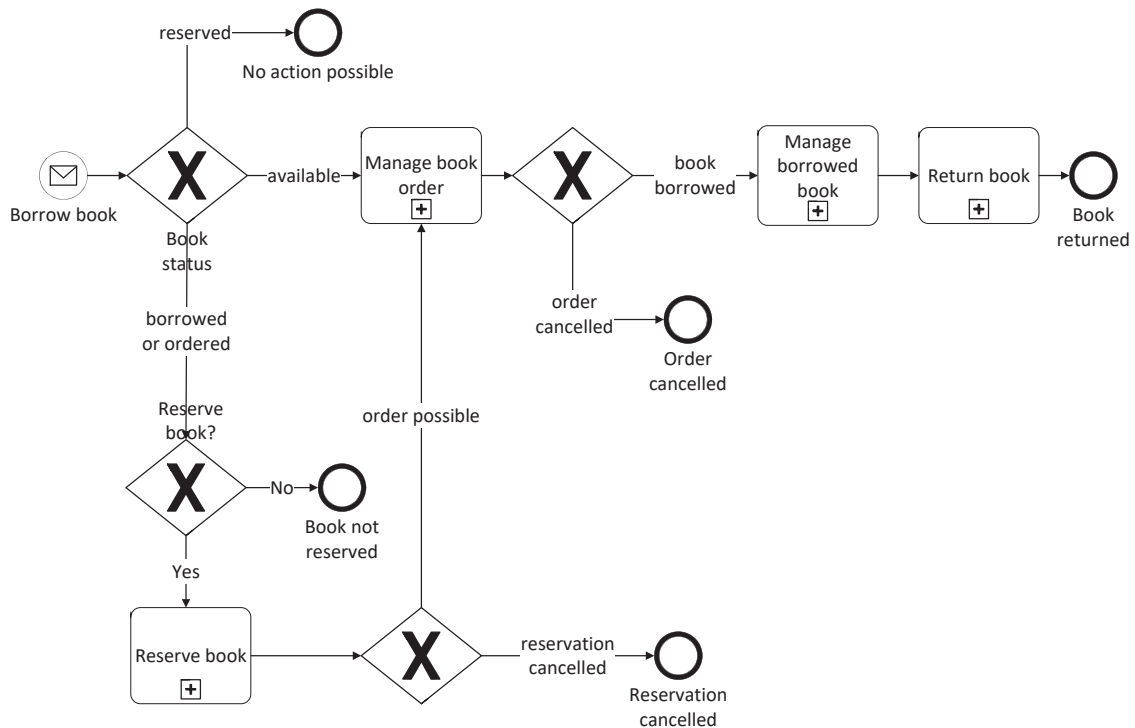 reserved
No action possible
Borrow book
Book
status
available
Manage book
order
book
borrowed
Manage
borrowed
book
Return book
Book
returned
order
cancelled
Order
cancelled
borrowed
or ordered
Reserve
book?
No
Book not
reserved
order possible
Yes
Reserve book
reservation
cancelled
Reservation
cancelled